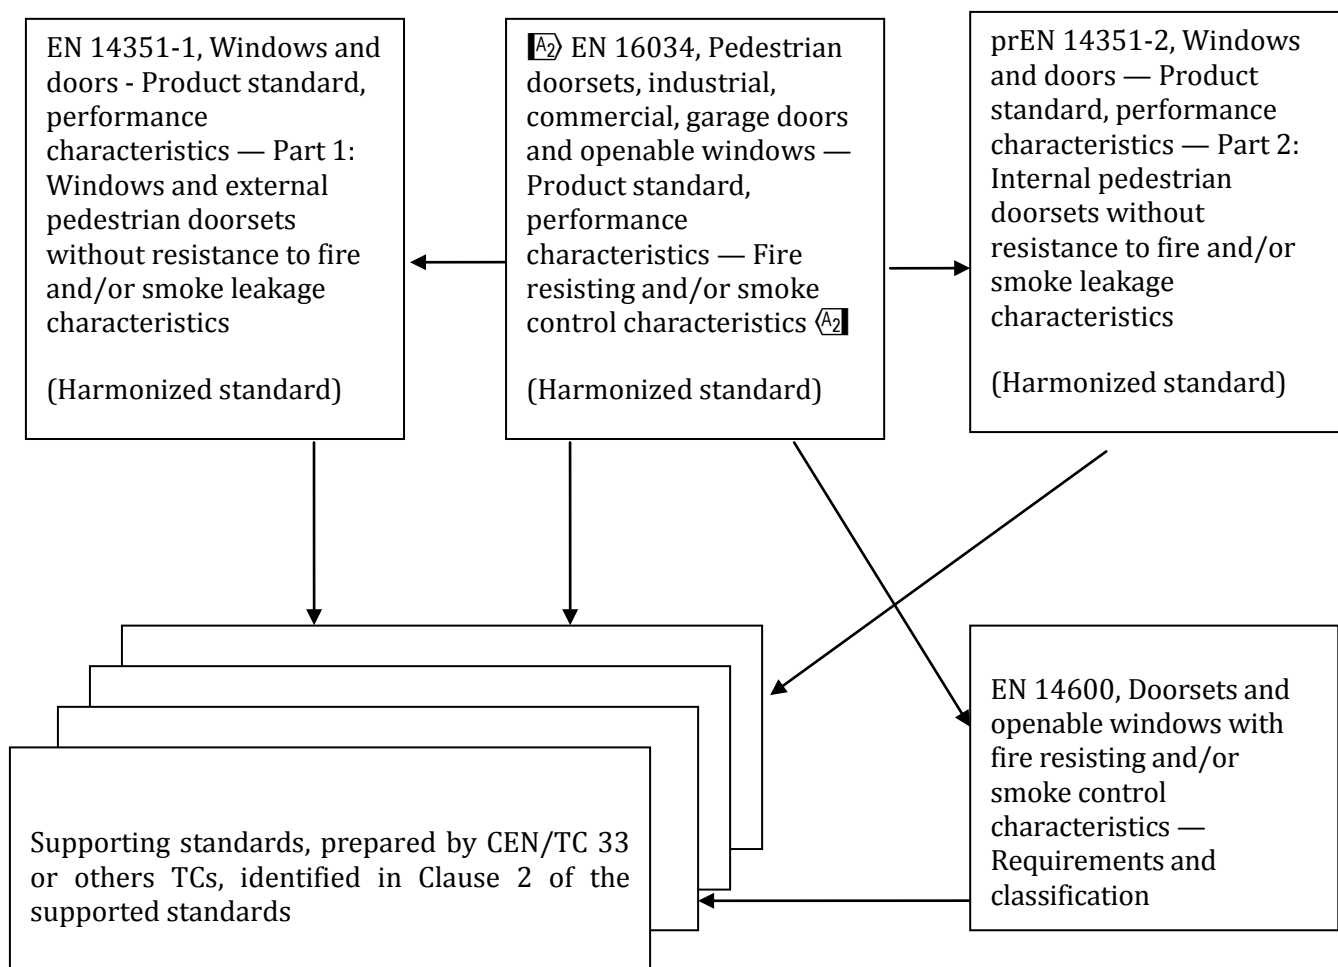 EN 14351-1, Windows and
doors - Product standard,
performance
characteristics — Part 1:
Windows and external
pedestrian doorsets
without resistance to fire
and/or smoke leakage
characteristics
(Harmonized standard)
A2 EN 16034, Pedestrian
doorsets, industrial,
commercial, garage doors
and openable windows —
Product standard,
performance
characteristics — Fire
resisting and/or smoke
control characteristics A2
(Harmonized standard)
prEN 14351-2, Windows
and doors — Product
standard, performance
characteristics — Part 2:
Internal pedestrian
doorsets without
resistance to fire and/or
smoke leakage
characteristics
(Harmonized standard)
EN 14600, Doorsets and
openable windows with
fire resisting and/or
smoke control
characteristics —
Requirements and
classification
Supporting standards, prepared by CEN/TC 33
or others TCs, identified in Clause 2 of the
supported standards